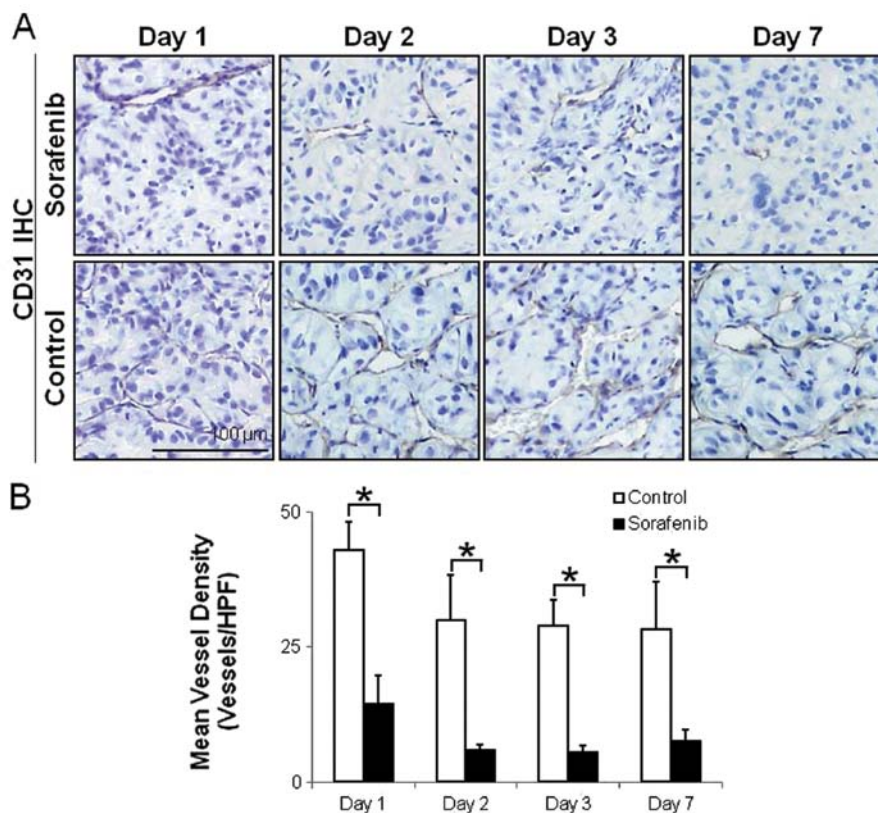 A
Day 1 Day 2 Day 3 Day 7
CD31 IHC
Sorafenib
Control
100 µm
B
Control
Sorafenib
Mean Vessel Density
(Vessels/HPF)
50
25
0
* * * *
Day 1 Day 2 Day 3 Day 7